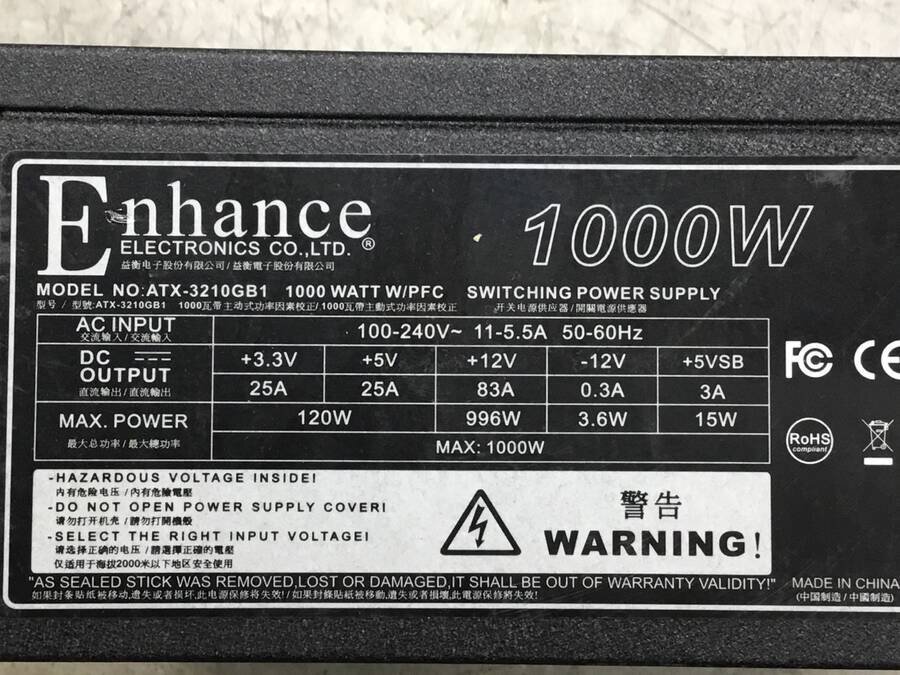 Enhance
ELECTRONICS CO.,LTD. ®
益衡电子股份有限公司/益衡電子股份有限公司
1000W
MODEL NO:ATX-3210GB1 1000 WATT W/PFC SWITCHING POWER SUPPLY
型号 / 型號:ATX-3210GB1 1000瓦带主动式功率因素校正/1000瓦帶主動式功率因素校正 开关电源供应器/開關電源供應器
AC INPUT 100-240V~ 11-5.5A 50-60Hz
交流输入/交流輸入
DC OUTPUT +3.3V +5V +12V -12V +5VSB
直流输出/直流輸出 25A 25A 83A 0.3A 3A
MAX. POWER 120W 996W 3.6W 15W
最大总功率/最大總功率 MAX: 1000W
FC CE
RoHS
compliant
-HAZARDOUS VOLTAGE INSIDE!
内有危险电压 /內有危險電壓
-DO NOT OPEN POWER SUPPLY COVER!
请勿打开机壳 /請勿打開機殼
-SELECT THE RIGHT INPUT VOLTAGE!
请选择正确的电压 /請選擇正確的電壓
仅适用于海拔2000米以下地区安全使用
警告
WARNING!
"AS SEALED STICK WAS REMOVED,LOST OR DAMAGED,IT SHALL BE OUT OF WARRANTY VALIDITY!" MADE IN CHINA
如果封条贴纸被移动,遗失或者损坏,此电源保修将失效!/如果封條貼紙被移動,遺失或者損壞,此電源保修將失效! (中国制造 / 中國制造)